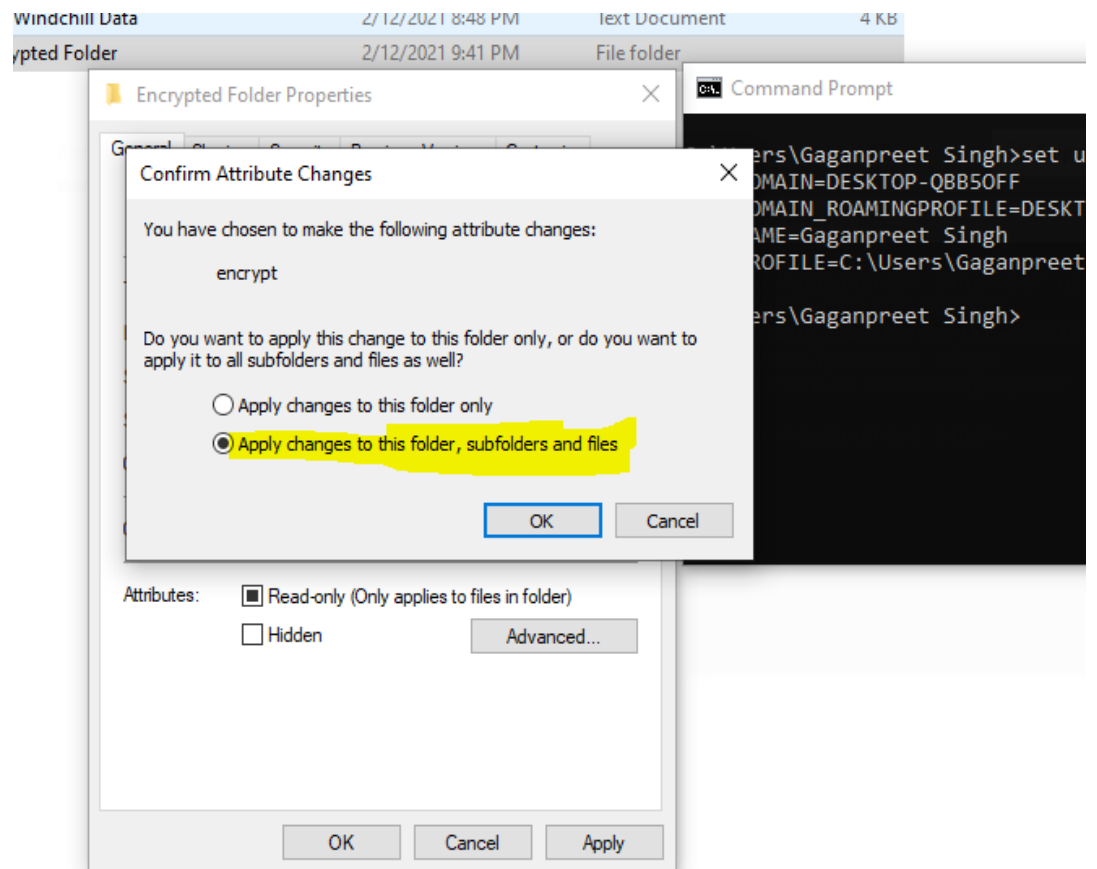 Windchill Data 2/12/2021 8:48 PM Text Document 4 KB
ypted Folder 2/12/2021 9:41 PM File folder
Encrypted Folder Properties
General
Confirm Attribute Changes
You have chosen to make the following attribute changes:
encrypt
Do you want to apply this change to this folder only, or do you want to
apply it to all subfolders and files as well?
Apply changes to this folder only
Apply changes to this folder, subfolders and files
OK Cancel
Attributes: Read-only (Only applies to files in folder)
Hidden Advanced...
OK Cancel Apply
Command Prompt
ers\Gaganpreet Singh>set u
OMAIN=DESKTOP-QBB5OFF
OMAIN_ROAMINGPROFILE=DESKT
AME=Gaganpreet Singh
ROFILE=C:\Users\Gaganpreet
ers\Gaganpreet Singh>